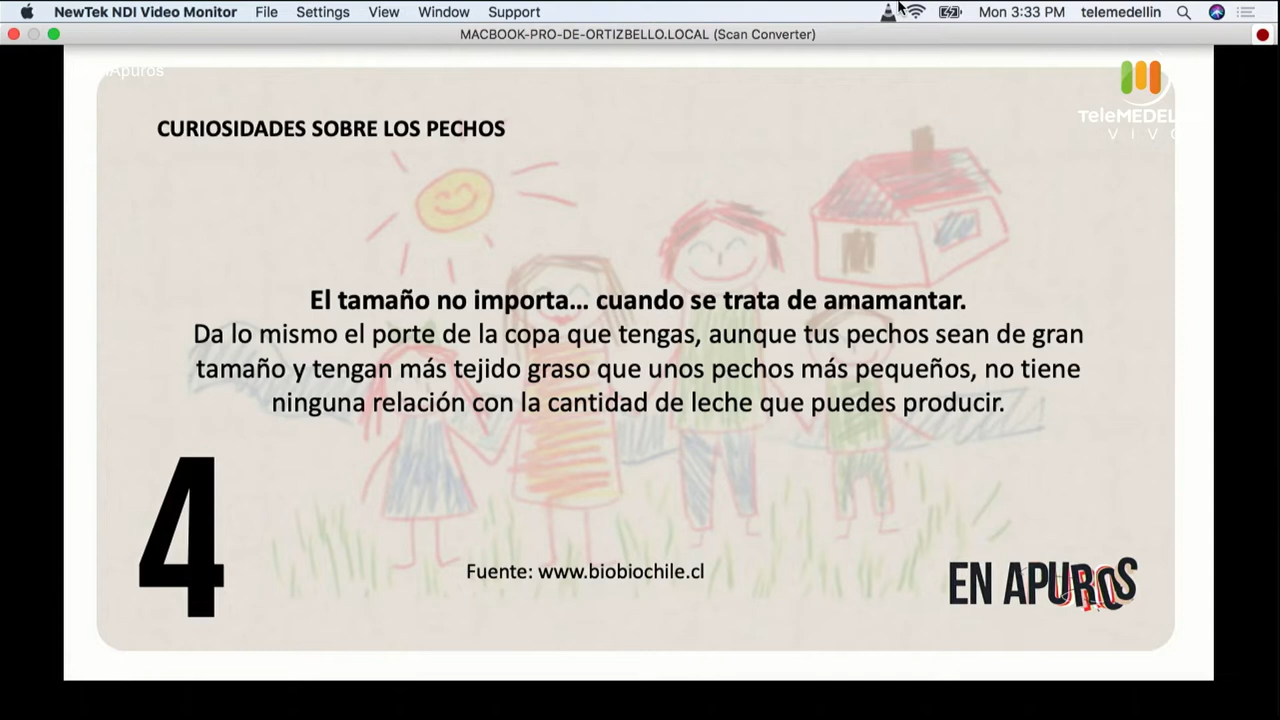 NewTek NDI Video Monitor File Settings View Window Support Mon 3:33 PM telemedellin
MACBOOK-PRO-DE-ORTIZBELLO.LOCAL (Scan Converter)
Apuros
TeleMEDEL
VIVO
CURIOSIDADES SOBRE LOS PECHOS
El tamaño no importa... cuando se trata de amamantar.
Da lo mismo el porte de la copa que tengas, aunque tus pechos sean de gran
tamaño y tengan más tejido graso que unos pechos más pequeños, no tiene
ninguna relación con la cantidad de leche que puedes producir.
4
Fuente: www.biobiochile.cl
EN APUROS